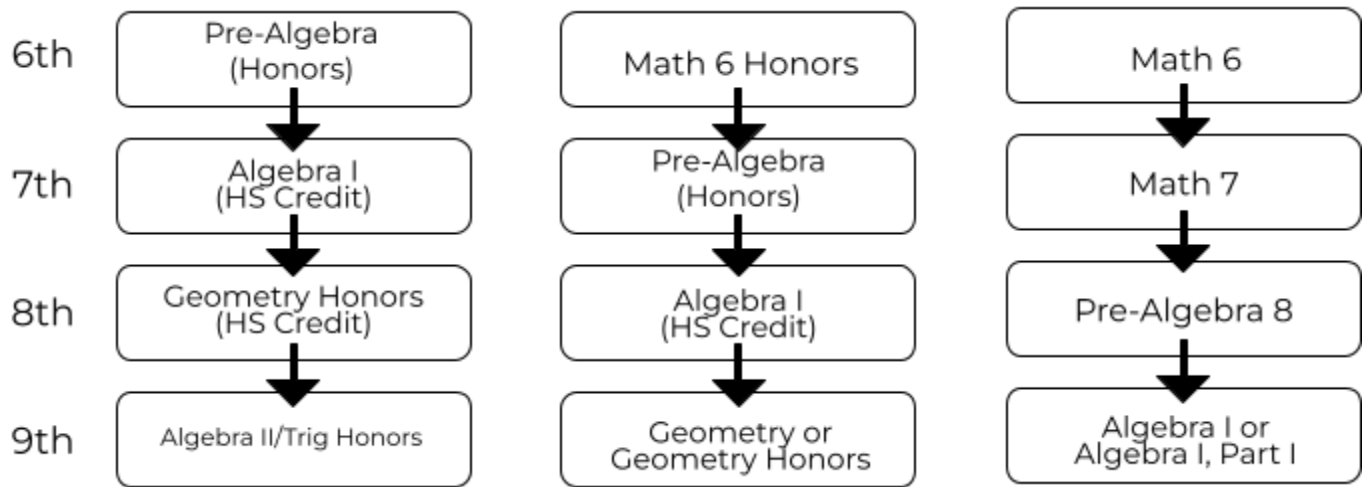 6th
Pre-Algebra
(Honors)
Math 6 Honors
Math 6
7th
Algebra I
(HS Credit)
Pre-Algebra
(Honors)
Math 7
8th
Geometry Honors
(HS Credit)
Algebra I
(HS Credit)
Pre-Algebra 8
9th
Algebra II/Trig Honors
Geometry or
Geometry Honors
Algebra I or
Algebra I, Part I